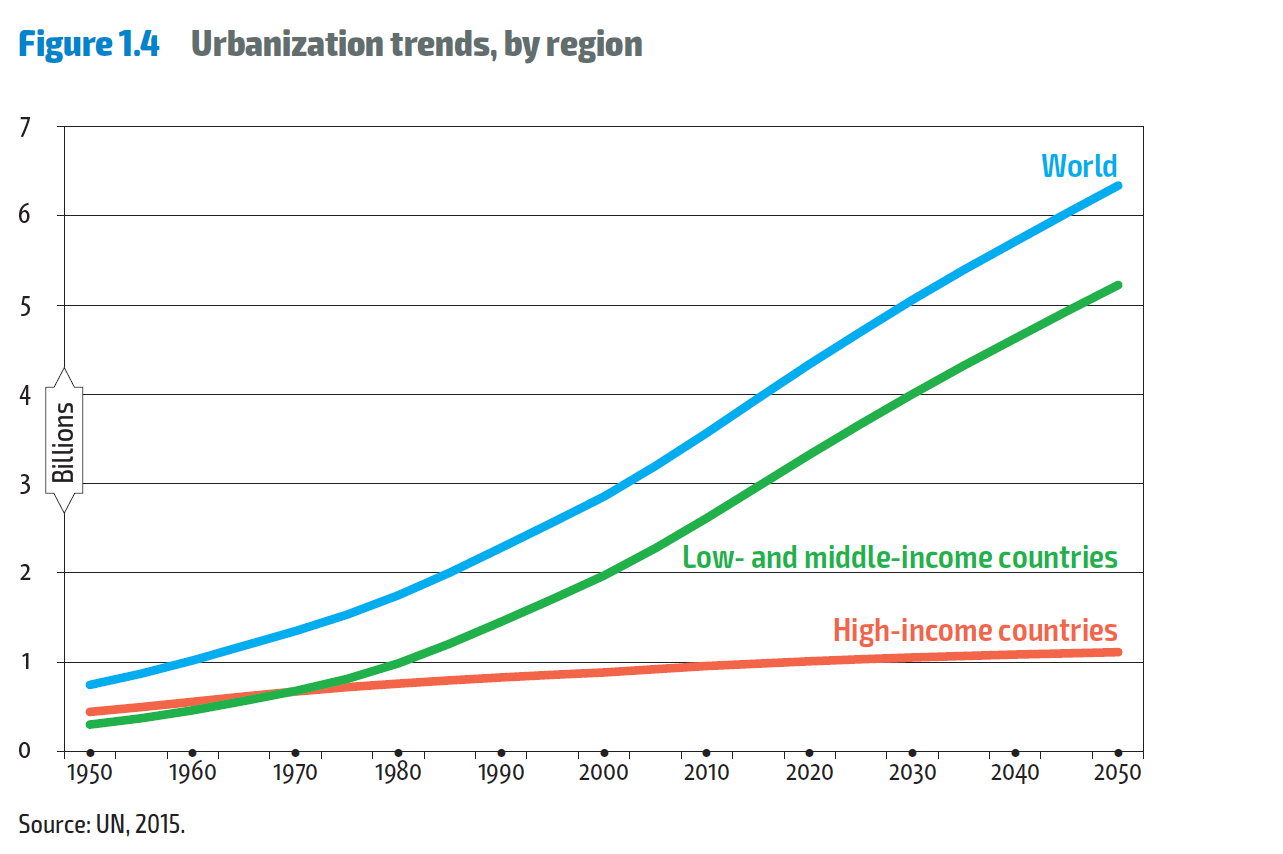 Figure 1.4 Urbanization trends, by region
7
World
6
5
4
Billions
3
Low- and middle-income countries
2
High-income countries
1
0
1950 1960 1970 1980 1990 2000 2010 2020 2030 2040 2050
Source: UN, 2015.